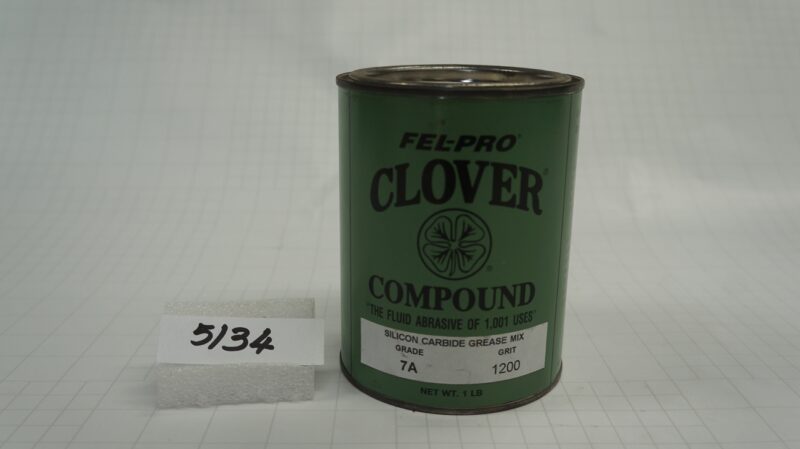 FEL-PRO®
CLOVER®
®
COMPOUND
"THE FLUID ABRASIVE OF 1,001 USES"
SILICON CARBIDE GREASE MIX
GRADE GRIT
7A 1200
NET WT. 1 LB
5134